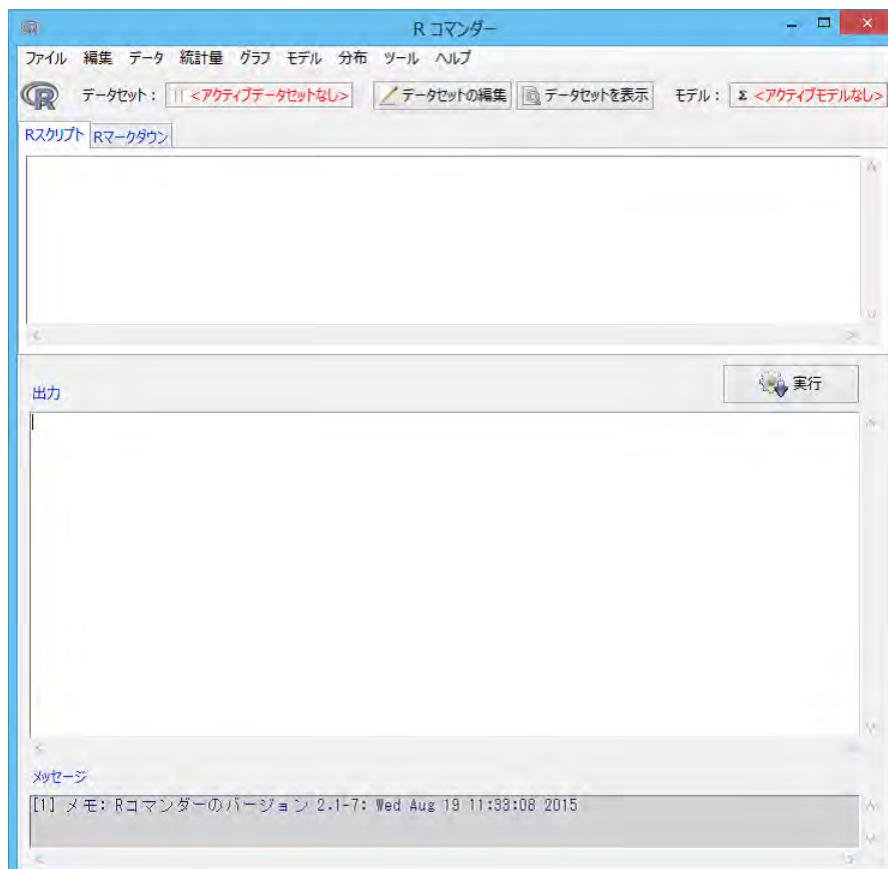 R コマンダー
ファイル 編集 データ 統計量 グラフ モデル 分布 ツール ヘルプ
データセット： <アクティブデータセットなし> データセットの編集 データセットを表示 モデル： Σ <アクティブモデルなし>
Rスクリプト Rマークダウン
出力
実行
メッセージ
[1] メモ: Rコマンダーのバージョン 2.1-7: Wed Aug 19 11:33:08 2015